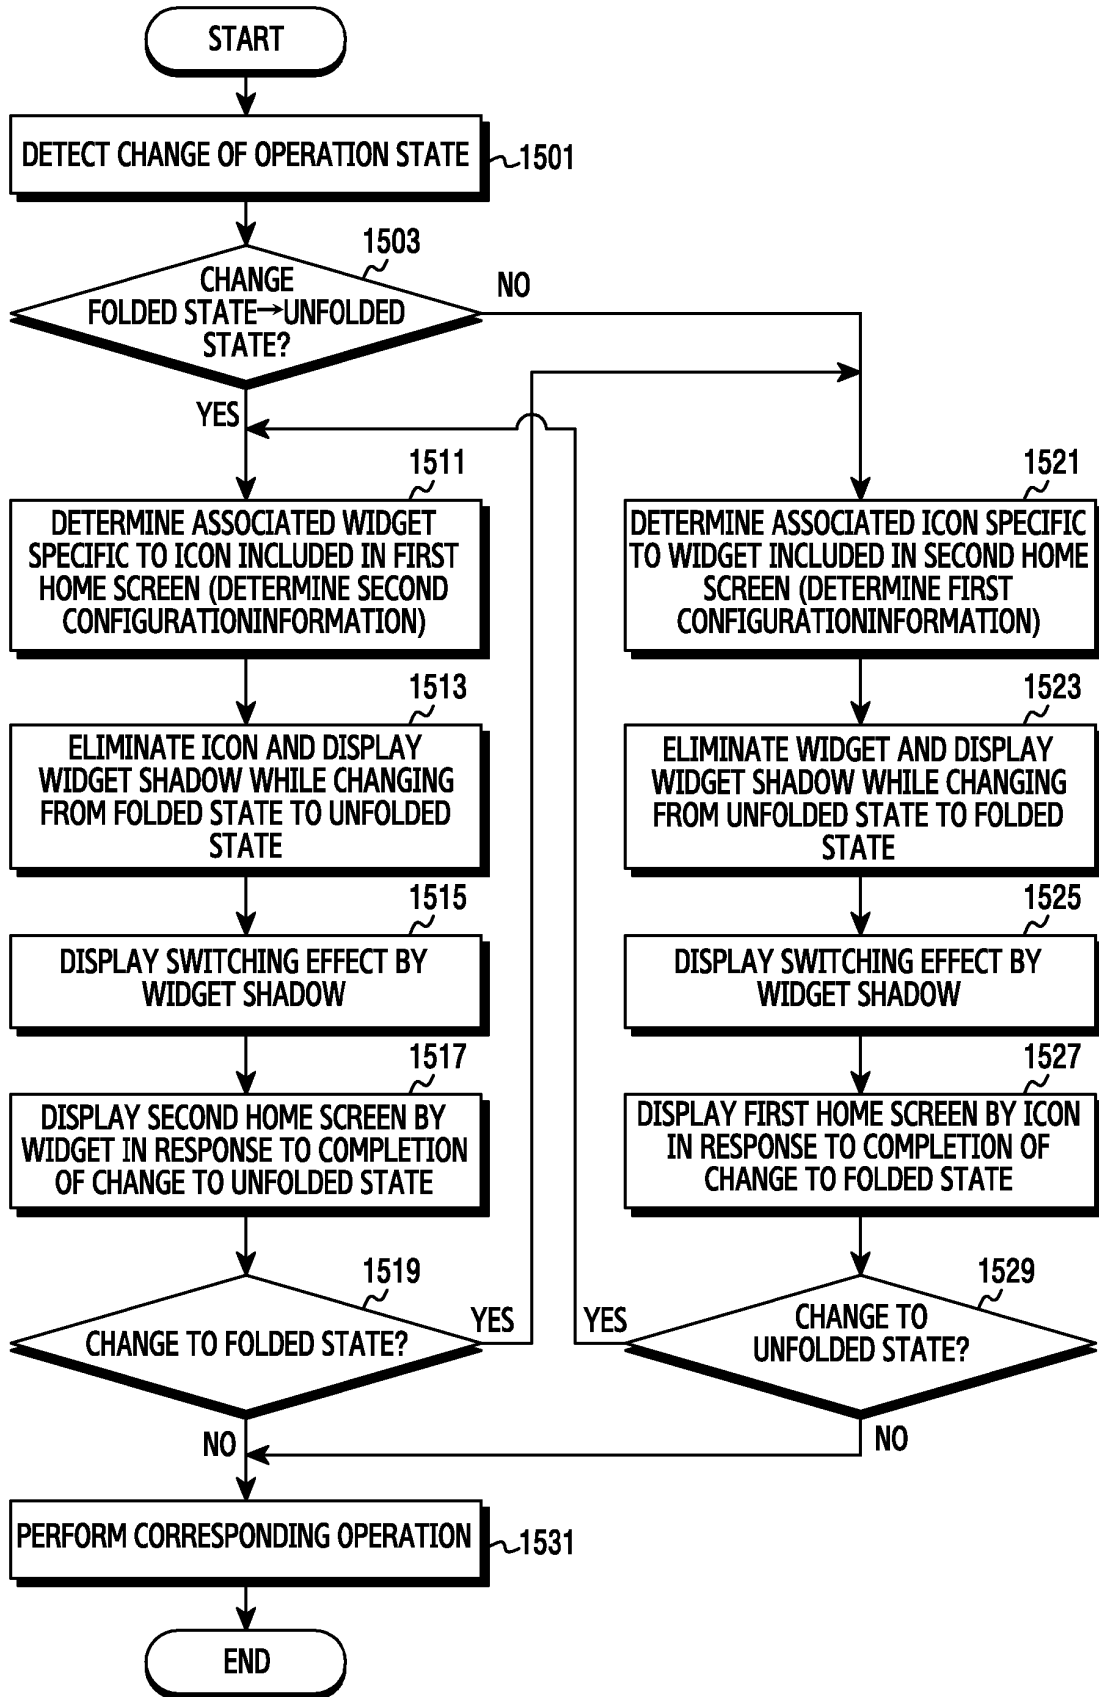 START
DETECT CHANGE OF OPERATION STATE
1501
1503
CHANGE
FOLDED STATE→UNFOLDED
STATE?
NO
YES
1511
DETERMINE ASSOCIATED WIDGET
SPECIFIC TO ICON INCLUDED IN FIRST
HOME SCREEN (DETERMINE SECOND
CONFIGURATIONINFORMATION)
1513
ELIMINATE ICON AND DISPLAY
WIDGET SHADOW WHILE CHANGING
FROM FOLDED STATE TO UNFOLDED
STATE
1515
DISPLAY SWITCHING EFFECT BY
WIDGET SHADOW
1517
DISPLAY SECOND HOME SCREEN BY
WIDGET IN RESPONSE TO COMPLETION
OF CHANGE TO UNFOLDED STATE
1519
CHANGE TO FOLDED STATE?
YES
NO
1521
DETERMINE ASSOCIATED ICON SPECIFIC
TO WIDGET INCLUDED IN SECOND HOME
SCREEN (DETERMINE FIRST
CONFIGURATIONINFORMATION)
1523
ELIMINATE WIDGET AND DISPLAY
WIDGET SHADOW WHILE CHANGING
FROM UNFOLDED STATE TO FOLDED
STATE
1525
DISPLAY SWITCHING EFFECT BY
WIDGET SHADOW
1527
DISPLAY FIRST HOME SCREEN BY ICON
IN RESPONSE TO COMPLETION OF
CHANGE TO FOLDED STATE
1529
CHANGE TO
UNFOLDED STATE?
YES
NO
PERFORM CORRESPONDING OPERATION
1531
END